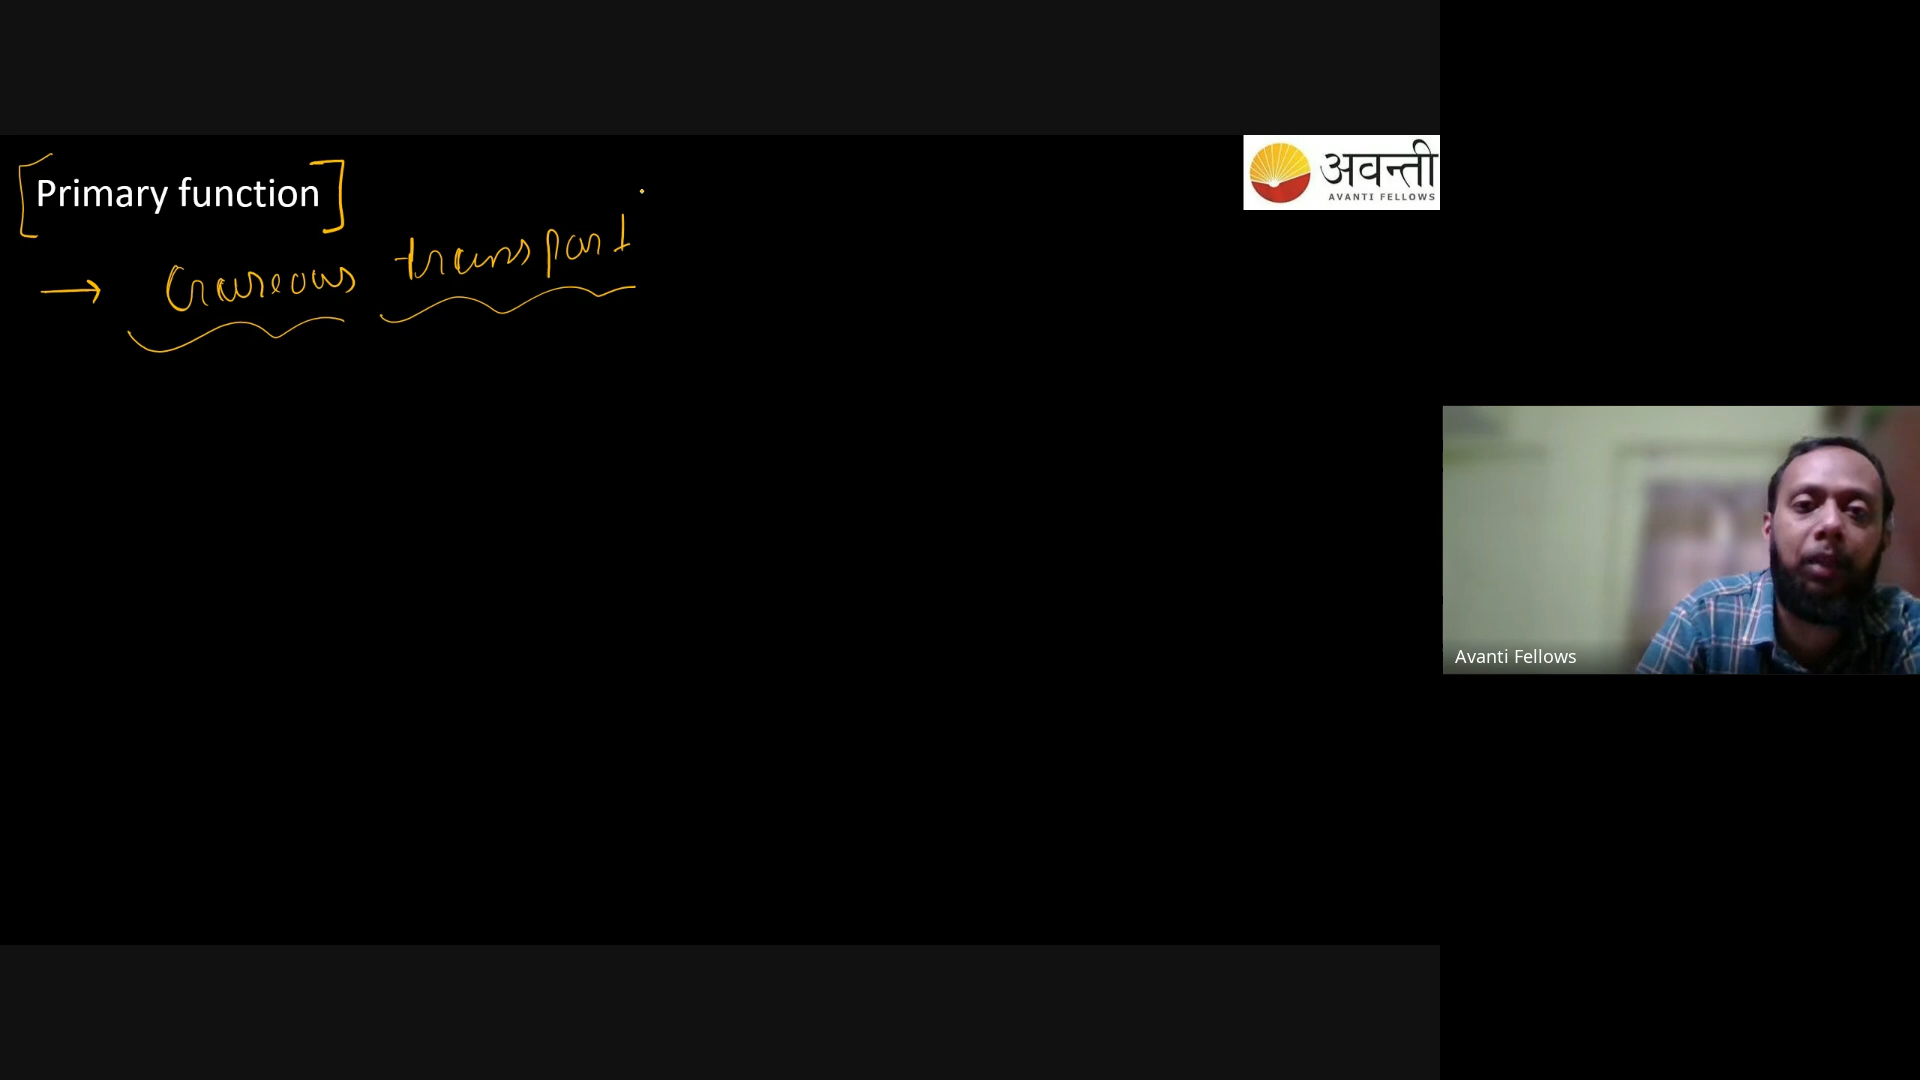 [Primary function]
→ Gaseous transport
अवन्ती
AVANTI FELLOWS
Avanti Fellows